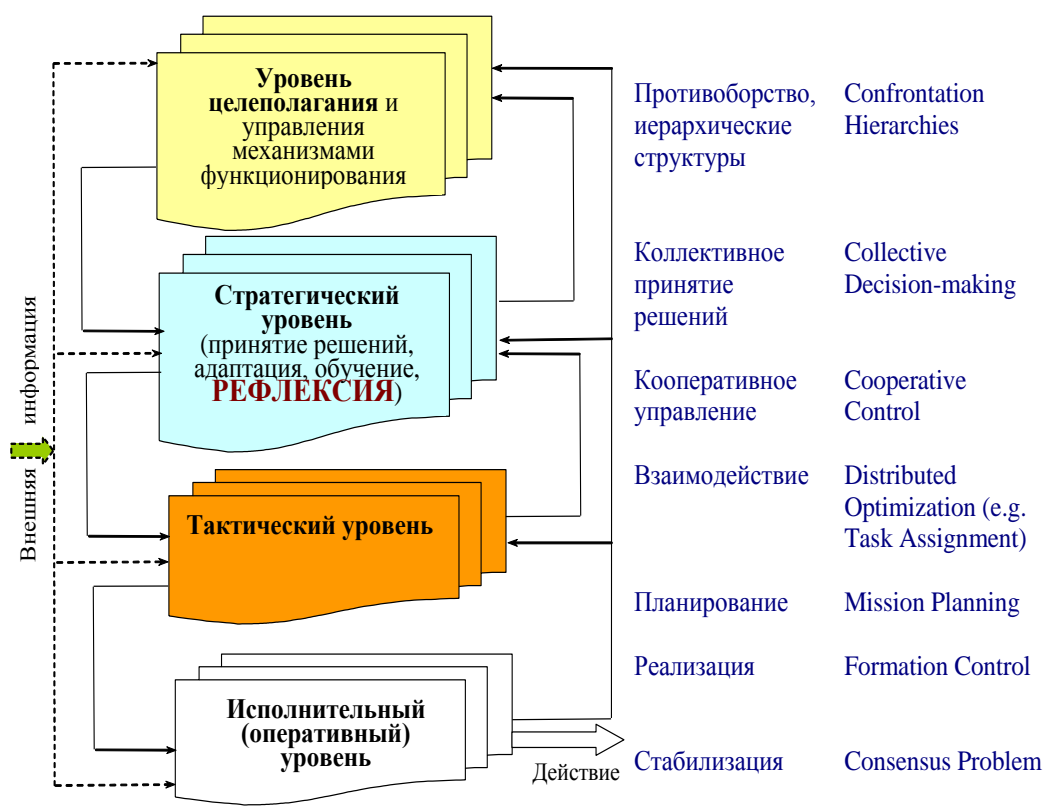 Уровень
целеполагания и
управления
механизмами
функционирования
Стратегический
уровень
(принятие решений,
адаптация, обучение,
РЕФЛЕКСИЯ)
Тактический уровень
Исполнительный
(оперативный)
уровень
Внешняя информация
Действие
Противоборство,
иерархические
структуры
Confrontation
Hierarchies
Коллективное
принятие
решений
Collective
Decision-making
Кооперативное
управление
Cooperative
Control
Взаимодействие
Distributed
Optimization (e.g.
Task Assignment)
Планирование
Mission Planning
Реализация
Formation Control
Стабилизация
Consensus Problem